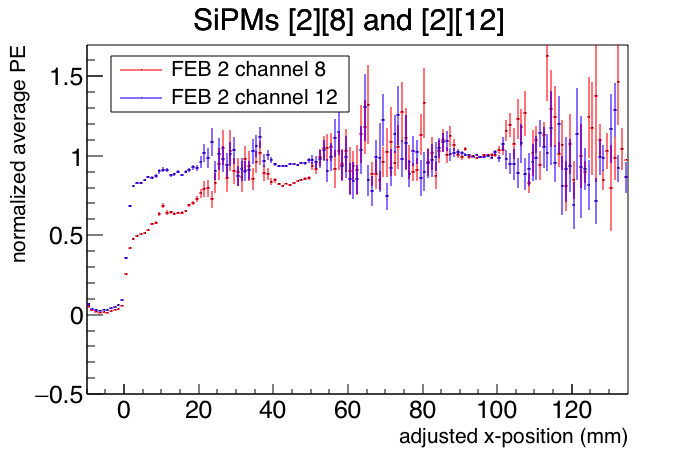 SiPMs [2][8] and [2][12]
normalized average PE
FEB 2 channel 8
FEB 2 channel 12
1.5
1
0.5
0
−0.5
0 20 40 60 80 100 120
adjusted x-position (mm)